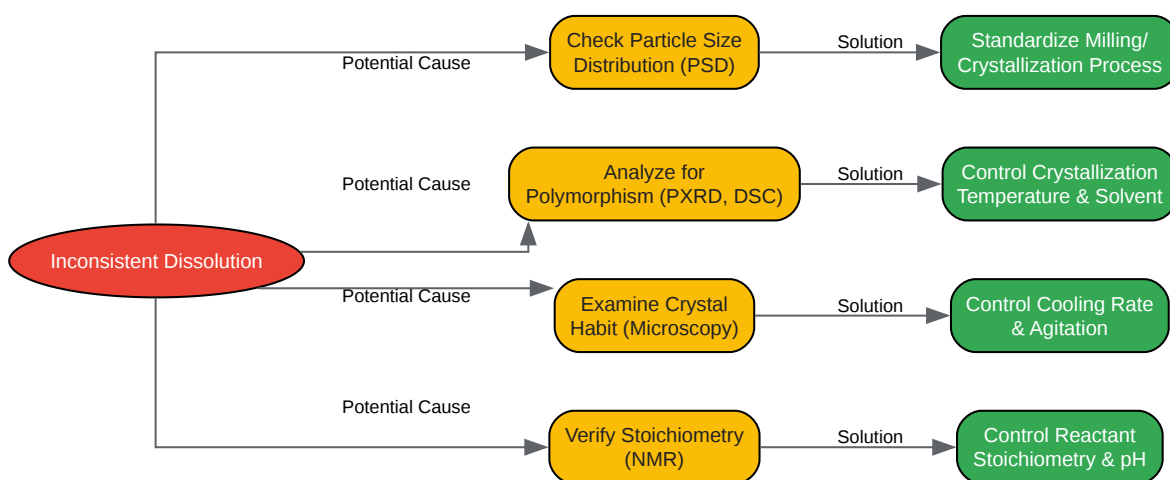 Potential Cause
Check Particle Size
Distribution (PSD)
Solution
Standardize Milling/
Crystallization Process
Potential Cause
Analyze for
Polymorphism (PXRD, DSC)
Solution
Control Crystallization
Temperature & Solvent
Inconsistent Dissolution
Potential Cause
Examine Crystal
Habit (Microscopy)
Solution
Control Cooling Rate
& Agitation
Potential Cause
Verify Stoichiometry
(NMR)
Solution
Control Reactant
Stoichiometry & pH